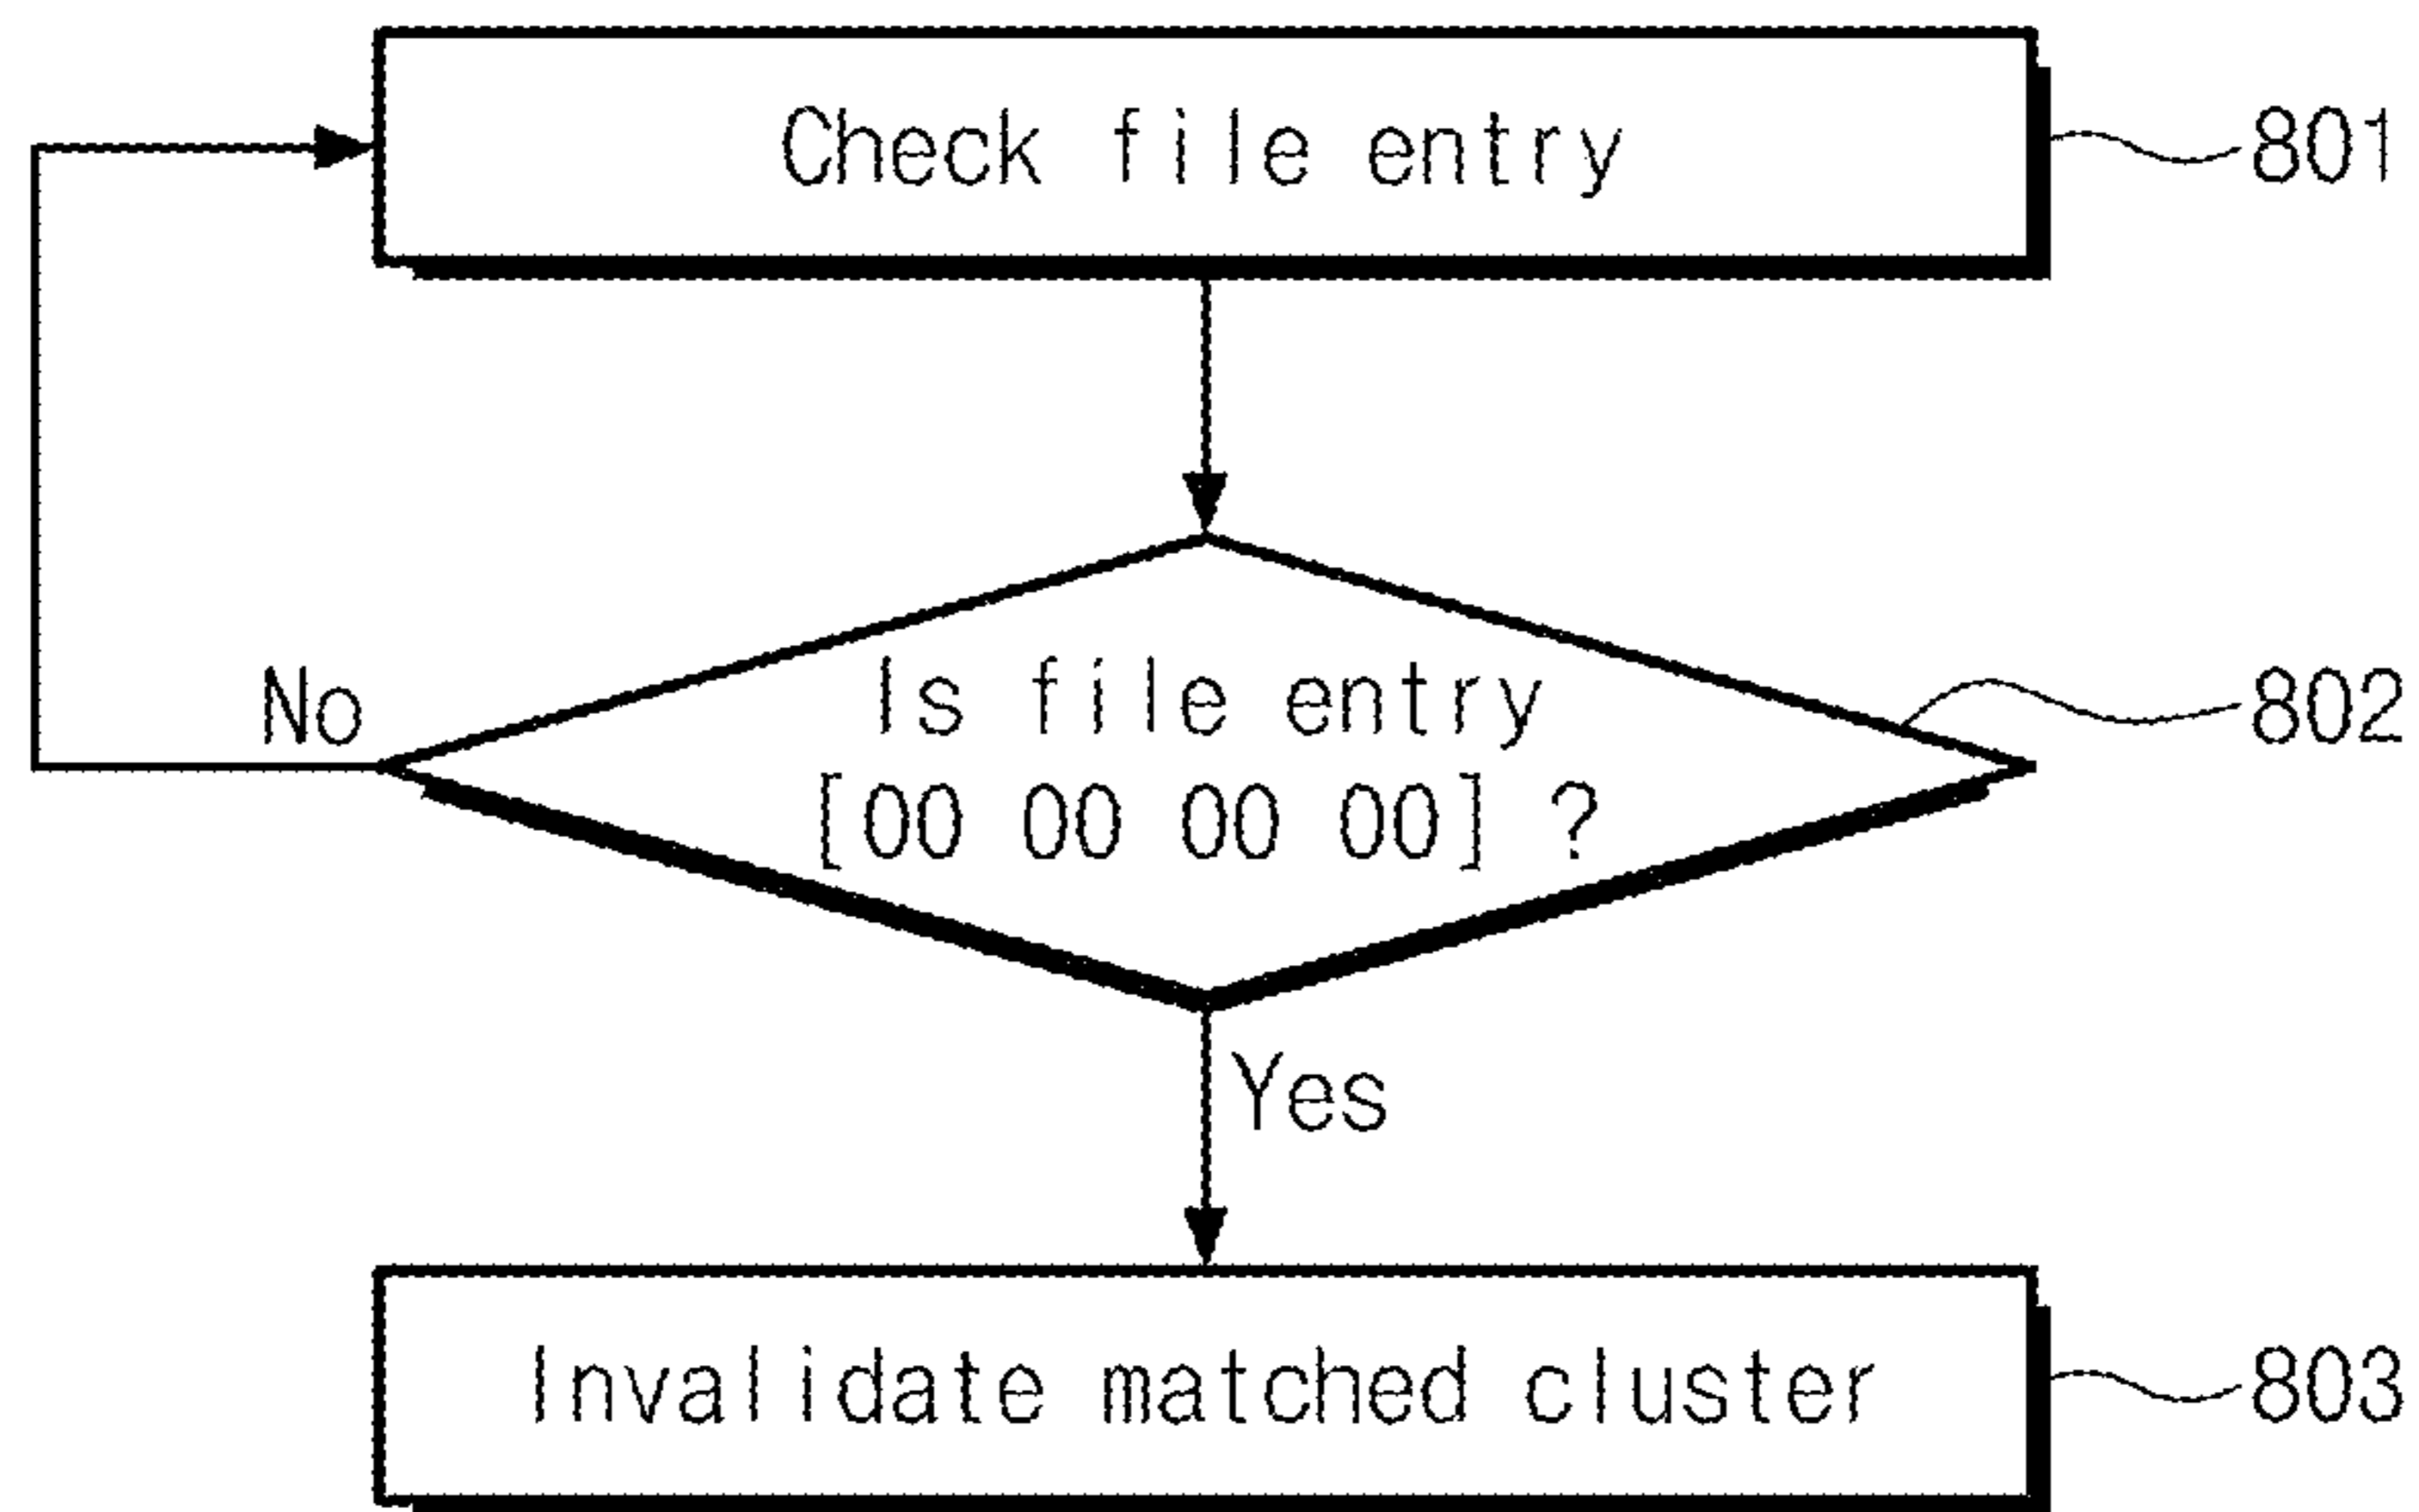 Check file entry
801
No
Is file entry
[00 00 00 00] ?
802
Yes
Invalidate matched cluster
803